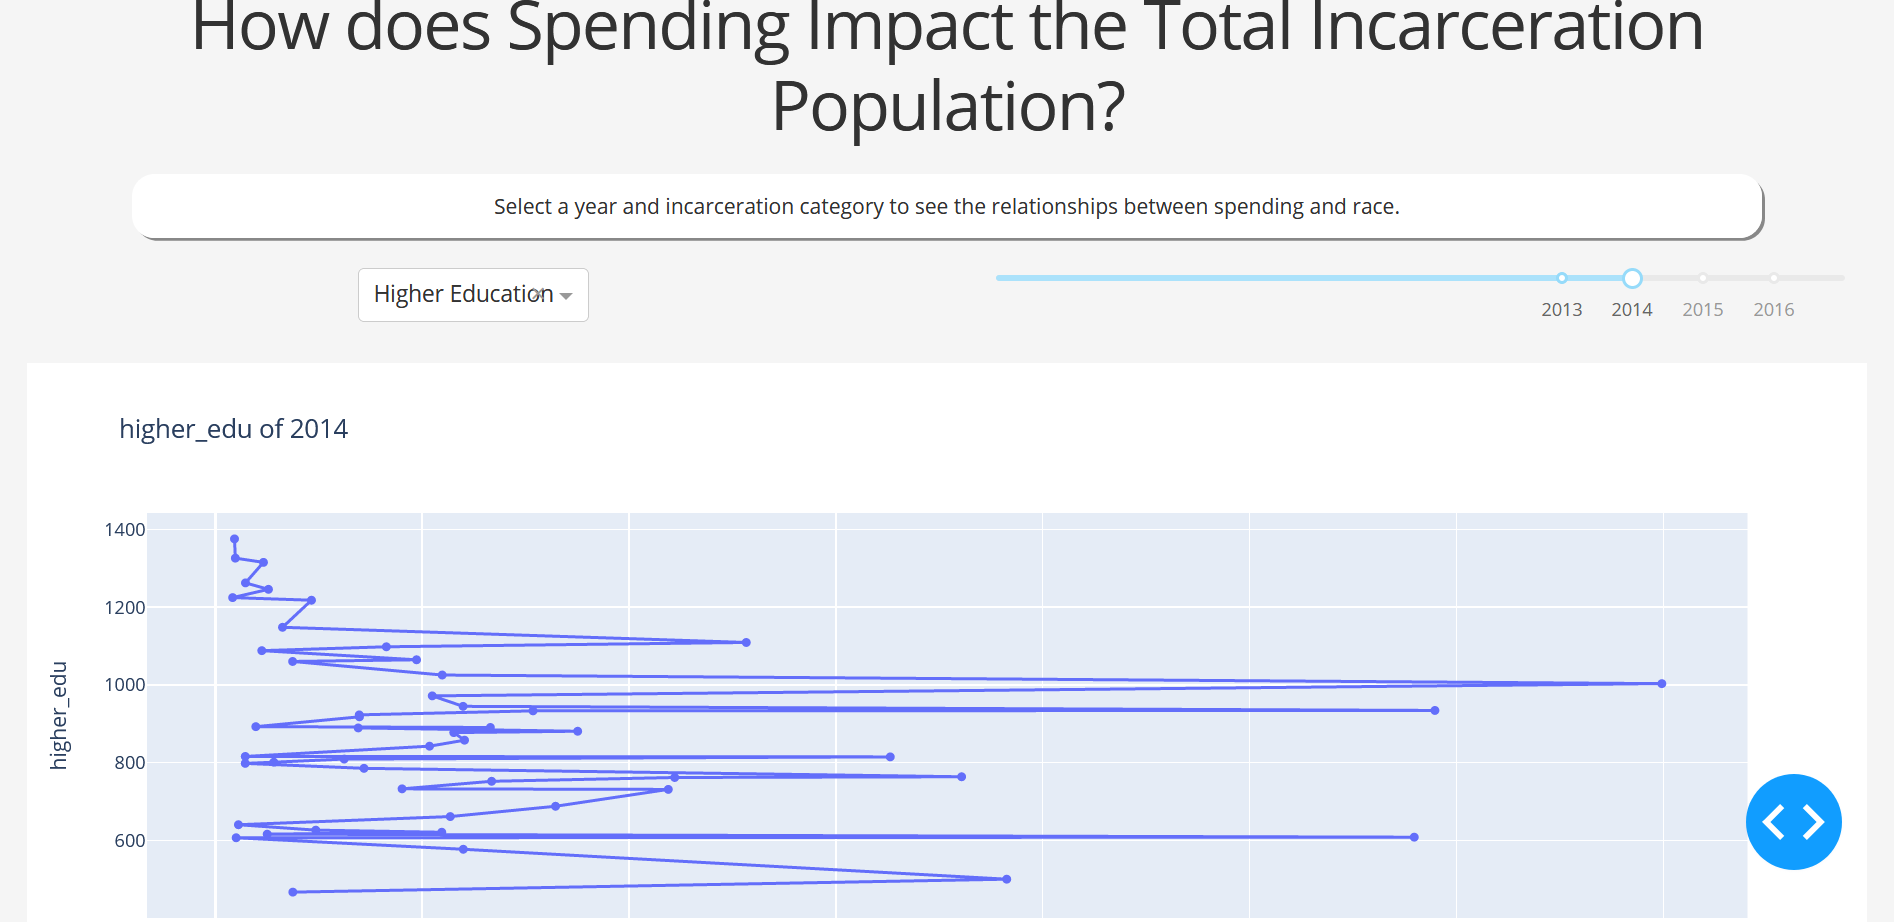 How does Spending Impact the Total Incarceration
Population?
Select a year and incarceration category to see the relationships between spending and race.
Higher Education
2013 2014 2015 2016
higher_edu of 2014
1400
1200
1000
800
600
higher_edu